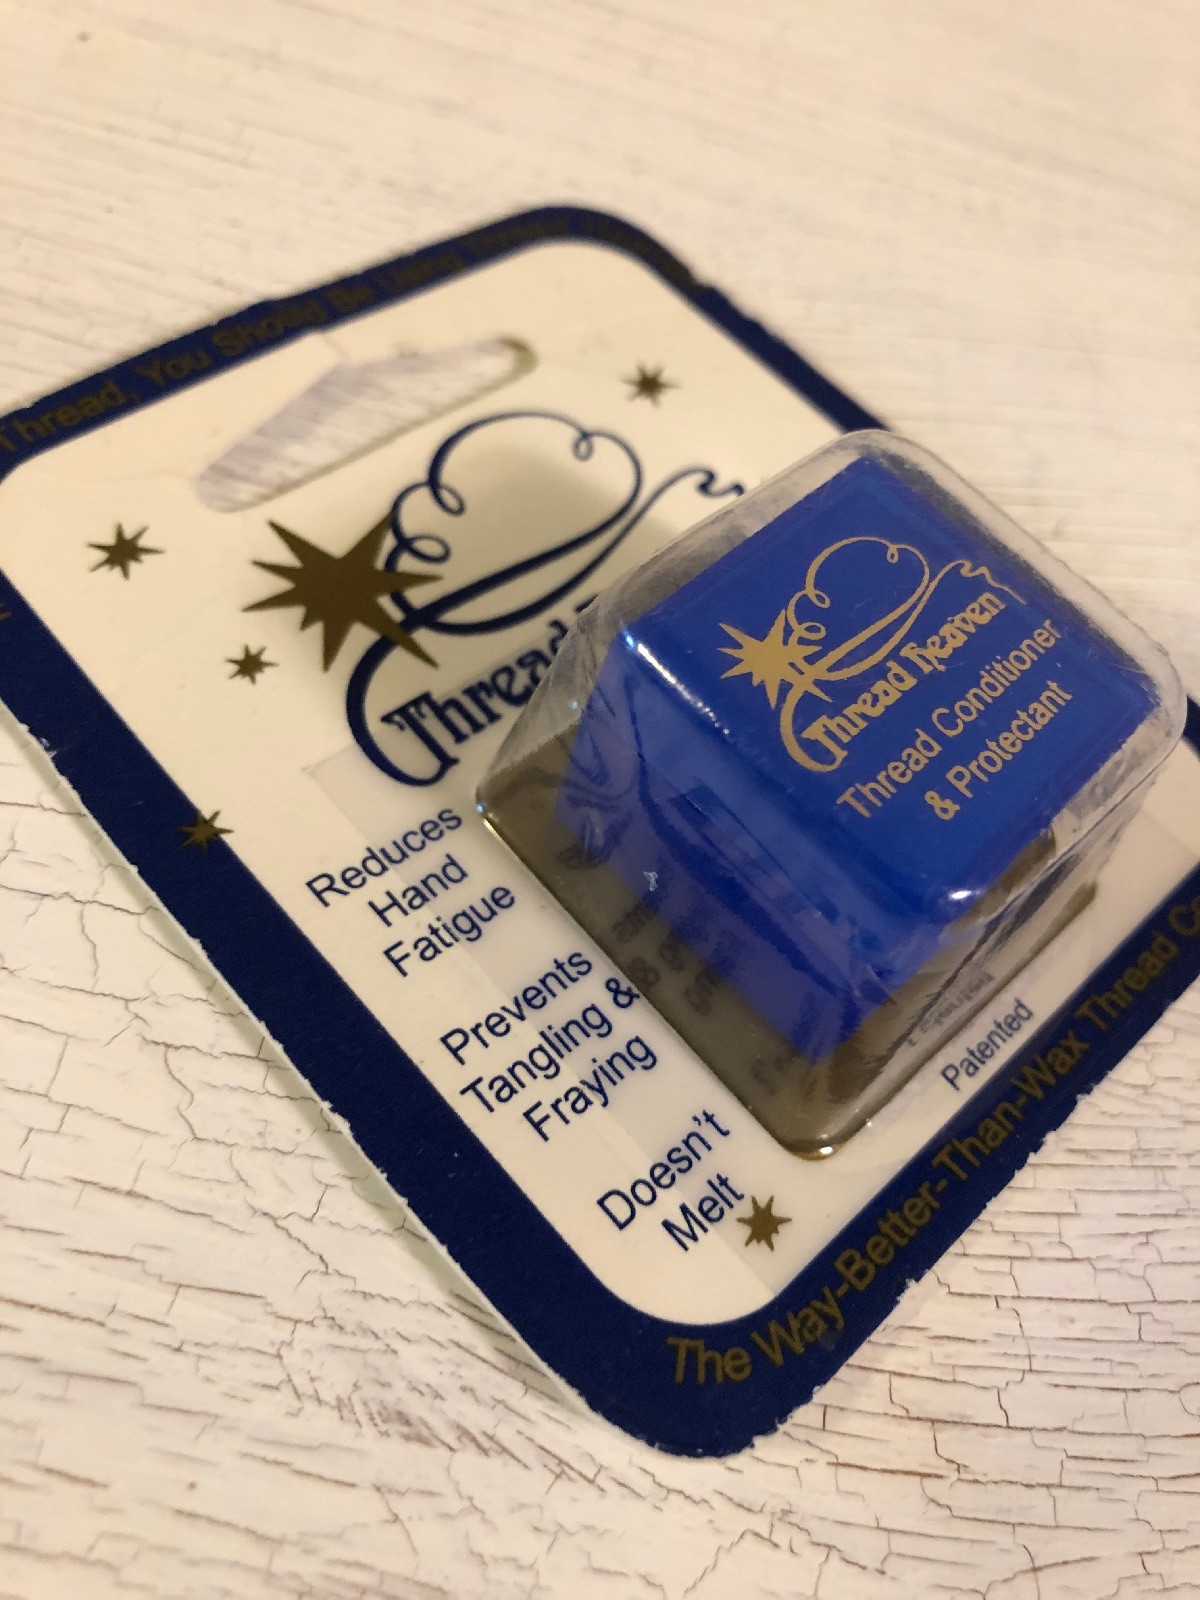 Thread, You Should Be Using Thread
Thread
Reduces
Hand
Fatigue
Prevents
Tangling &
Fraying
Doesn't
Melt
Thread Heaven
Thread Conditioner
& Protectant
Patented
The Way-Better-Than-Wax Thread Co